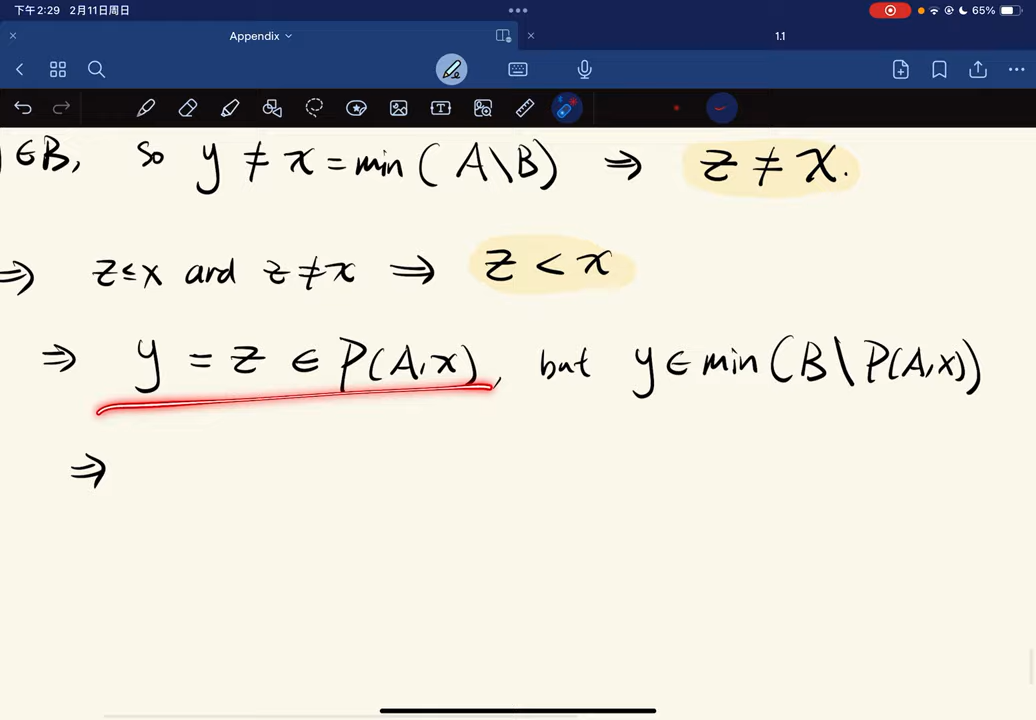 下午2:29 2月11日周日
65%
Appendix
1.1
∈B, so y ≠ x = min ( A\B) ⇒ z ≠ x.
⇒ z≤x and z≠x ⇒ z < x
⇒ y = z ∈ P(A,x), but y∈min(B\P(A,x))
⇒